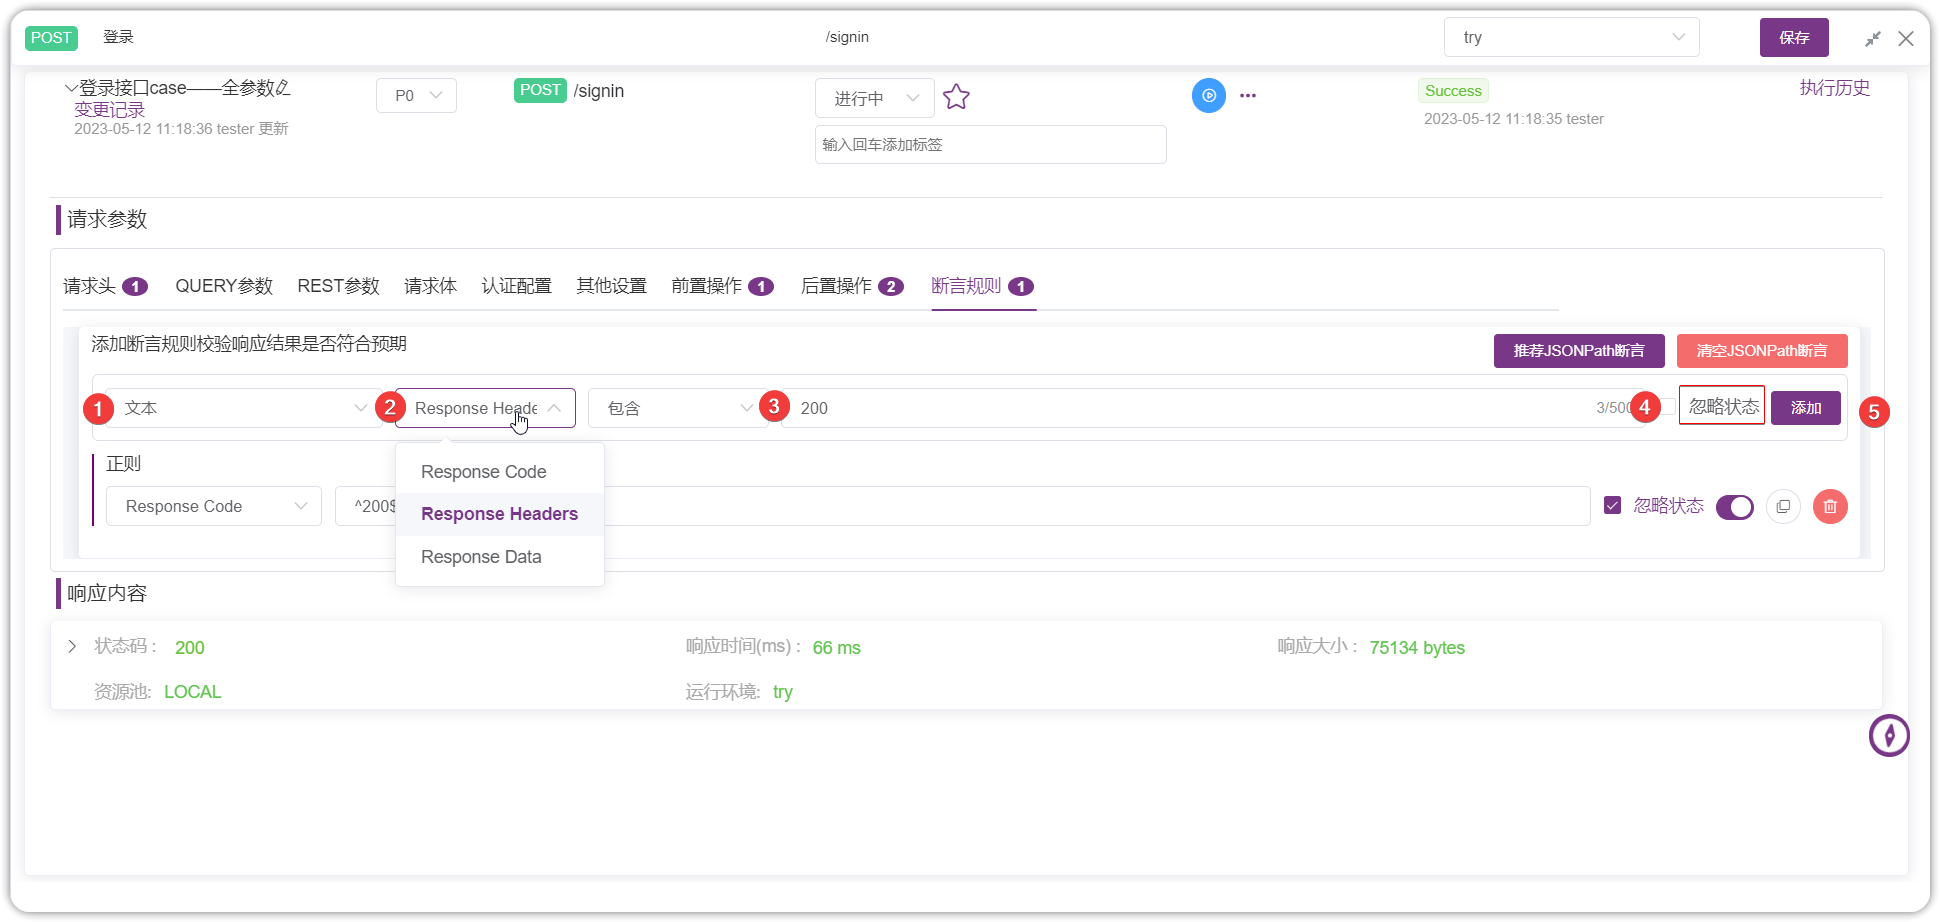 POST 登录 /signin try 保存
登录接口case——全参数 P0 POST /signin 进行中 Success 执行历史
变更记录
2023-05-12 11:18:36 tester 更新 2023-05-12 11:18:35 tester
输入回车添加标签
请求参数
请求头 1 QUERY参数 REST参数 请求体 认证配置 其他设置 前置操作 1 后置操作 2 断言规则 1
添加断言规则校验响应结果是否符合预期 推荐JSONPath断言 清空JSONPath断言
1 文本 2 Response Heade 包含 3 200 3/500 4 忽略状态 添加 5
正则
Response Code
Response Code ^200$ 忽略状态
Response Headers
Response Data
响应内容
状态码： 200 响应时间(ms)： 66 ms 响应大小： 75134 bytes
资源池: LOCAL 运行环境: try